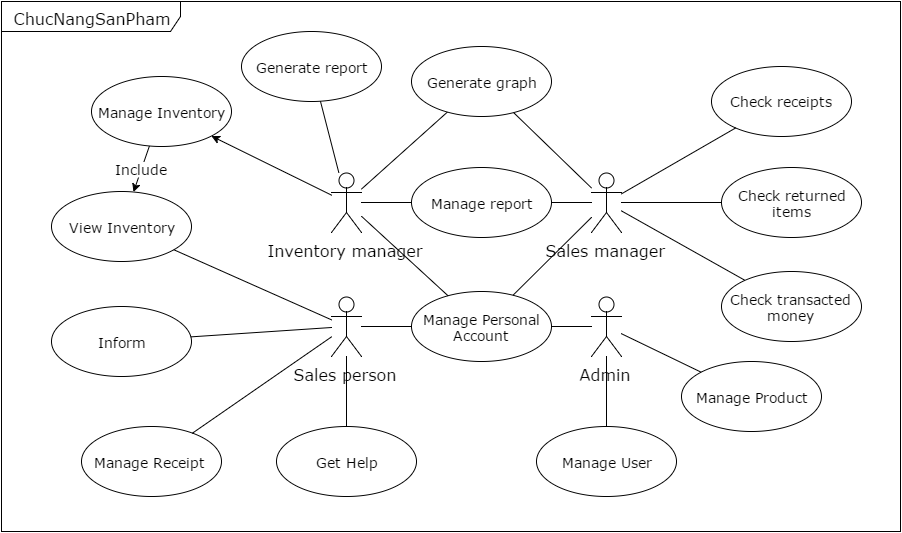 ChucNangSanPham
Generate report
Generate graph
Manage Inventory
Check receipts
Include
View Inventory
Manage report
Check returned
items
Inventory manager
Sales manager
Check transacted
money
Manage Personal
Account
Inform
Sales person
Admin
Manage Product
Manage Receipt
Get Help
Manage User